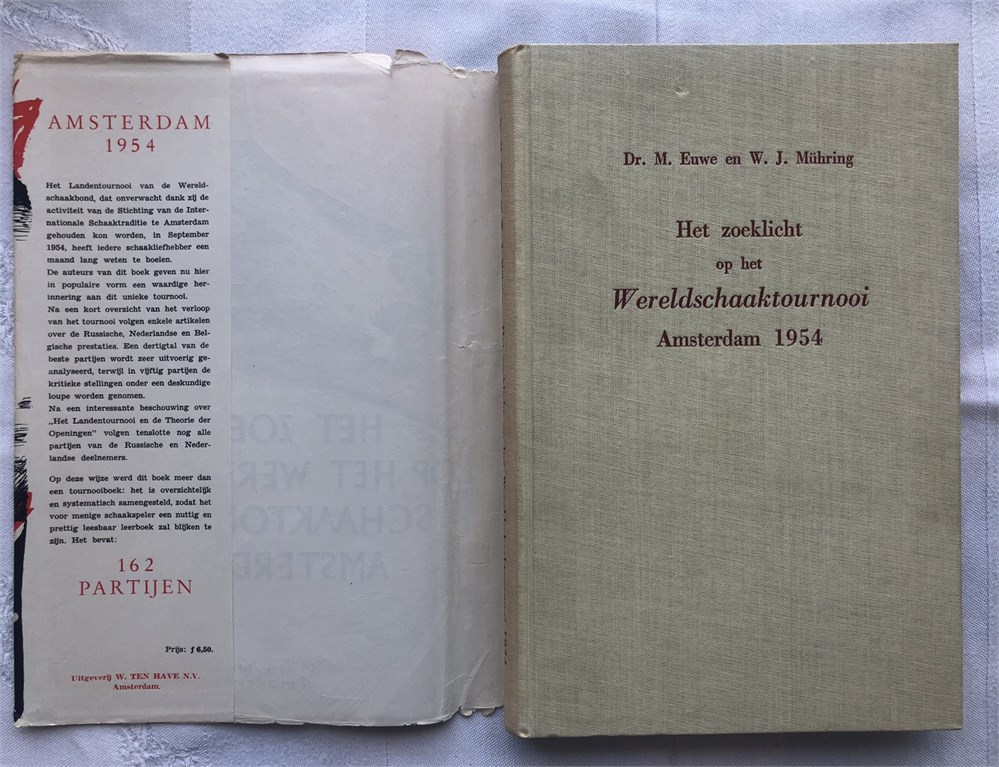 AMSTERDAM
1954
Het Landentournooi van de Wereld-
schaakbond, dat onverwacht dank zij de
activiteit van de Stichting van de Inter-
nationale Schaaktraditie te Amsterdam
gehouden kon worden, in September
1954, heeft iedere schaakliefhebber een
maand lang weten te boeien.
De auteurs van dit boek geven nu hier
in populaire vorm een waardige her-
innering aan dit unieke tournooi.
Na een kort overzicht van het verloop
van het tournooi volgen enkele artikelen
over de Russische, Nederlandse en Bel-
gische prestaties. Een dertigtal van de
beste partijen wordt zeer uitvoerig ge-
analyseerd, terwijl in vijftig partijen de
kritieke stellingen onder een deskundige
loupe worden genomen.
Na een interessante beschouwing over
„Het Landentournooi en de Theorie der
Openingen" volgen tenslotte nog alle
partijen van de Russische en Neder-
landse deelnemers.
Op deze wijze werd dit boek meer dan
een tournooiboek: het is overzichtelijk
en systematisch samengesteld, zodat het
voor menige schaakspeler een nuttig en
prettig leesbaar leerboek zal blijken te
zijn. Het bevat:
162
PARTIJEN
Prijs: ƒ 6,50.
Uitgeverij W. TEN HAVE N.V.
Amsterdam.
HET ZOE
OP HET WER
SCHAAKTO
AMSTERD
Dr. M. Euwe en W. J. Mühring
Het zoeklicht
op het
Wereldschaaktournooi
Amsterdam 1954